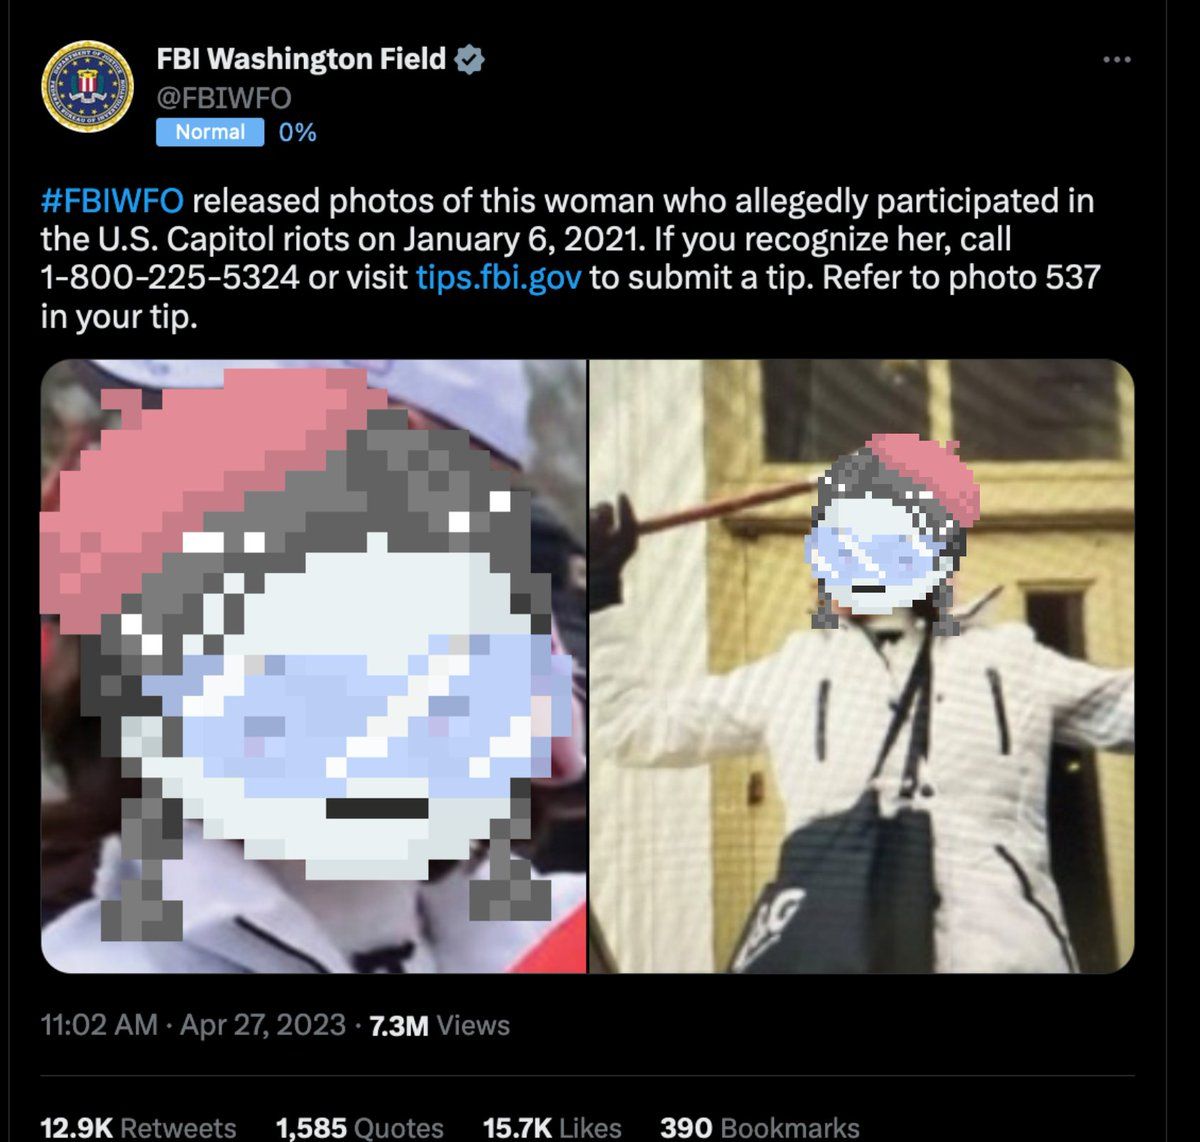 FBI Washington Field
@FBIWFO
Normal 0%
#FBIWFO released photos of this woman who allegedly participated in
the U.S. Capitol riots on January 6, 2021. If you recognize her, call
1-800-225-5324 or visit tips.fbi.gov to submit a tip. Refer to photo 537
in your tip.
11:02 AM · Apr 27, 2023 · 7.3M Views
12.9K Retweets 1,585 Quotes 15.7K Likes 390 Bookmarks